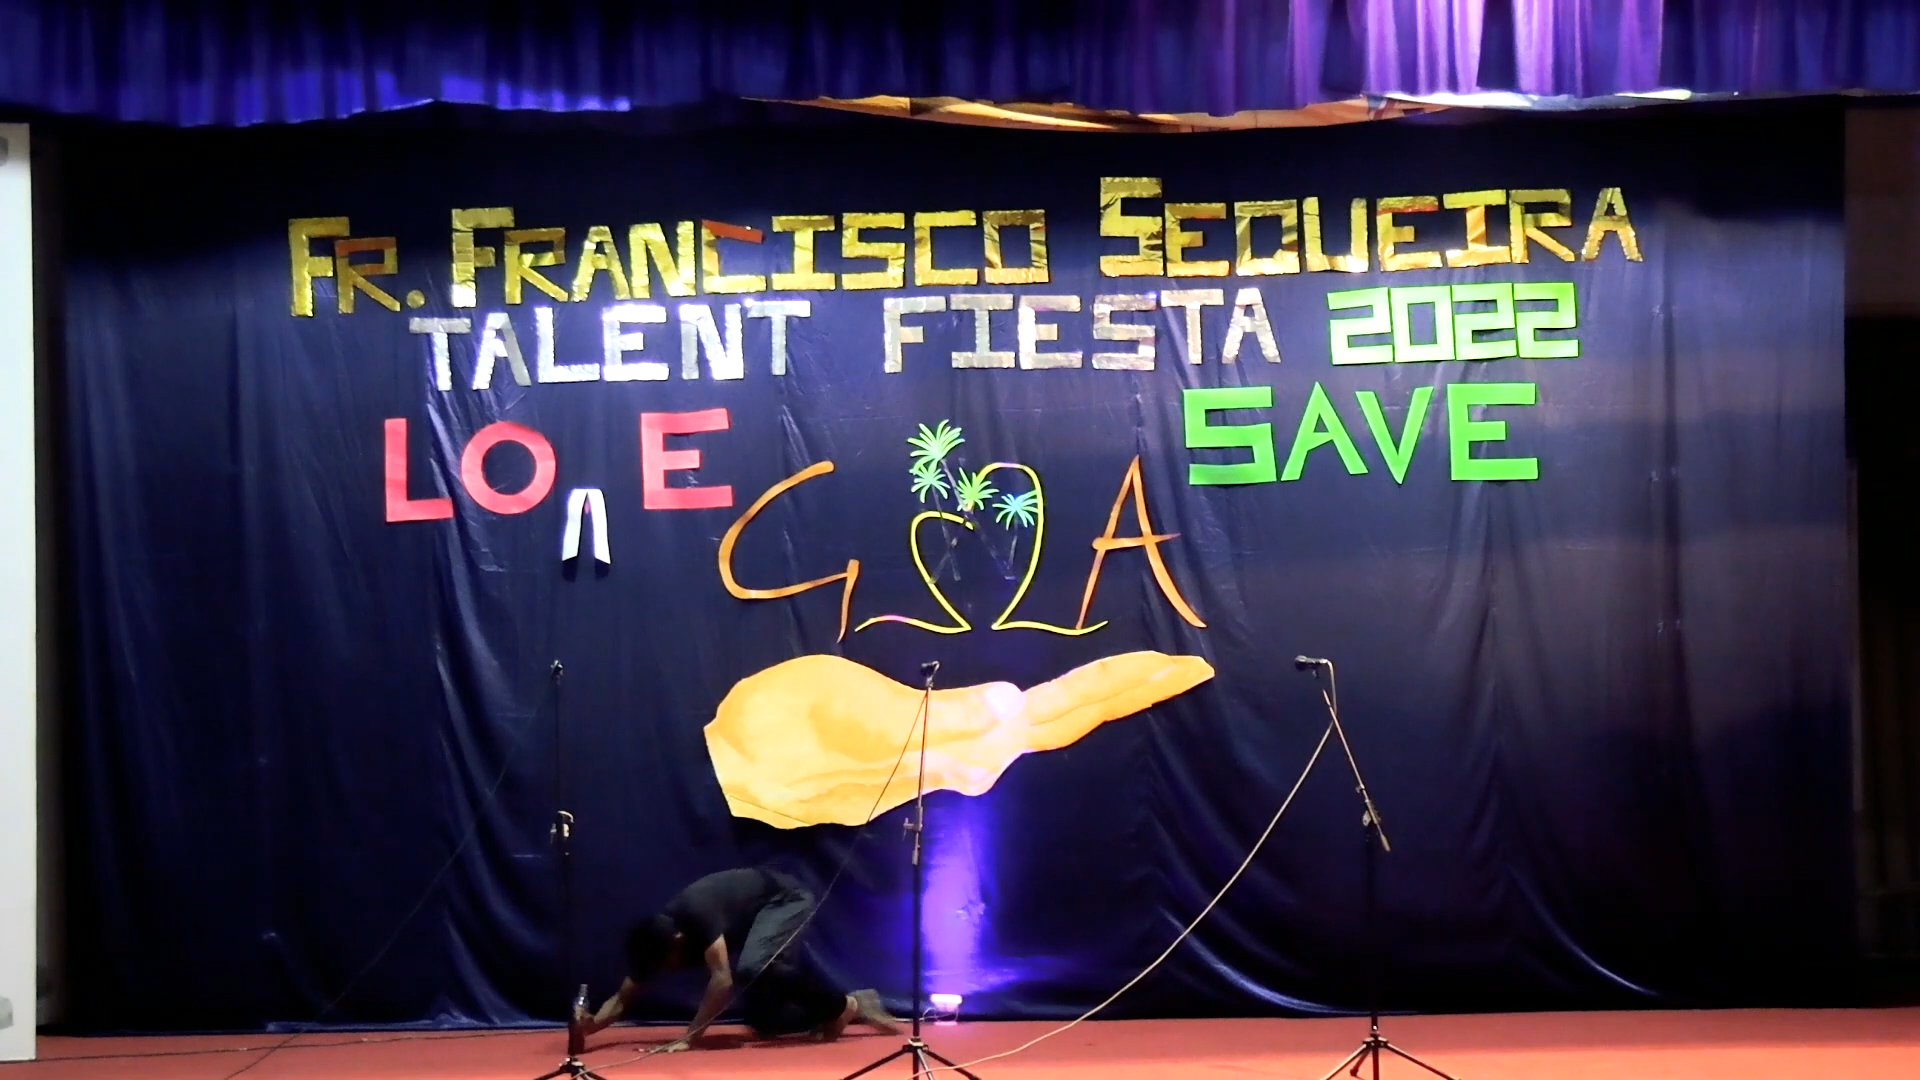 FR. FRANCISCO SEQUEIRA
TALENT FIESTA 2022
LOVE
SAVE
GOA